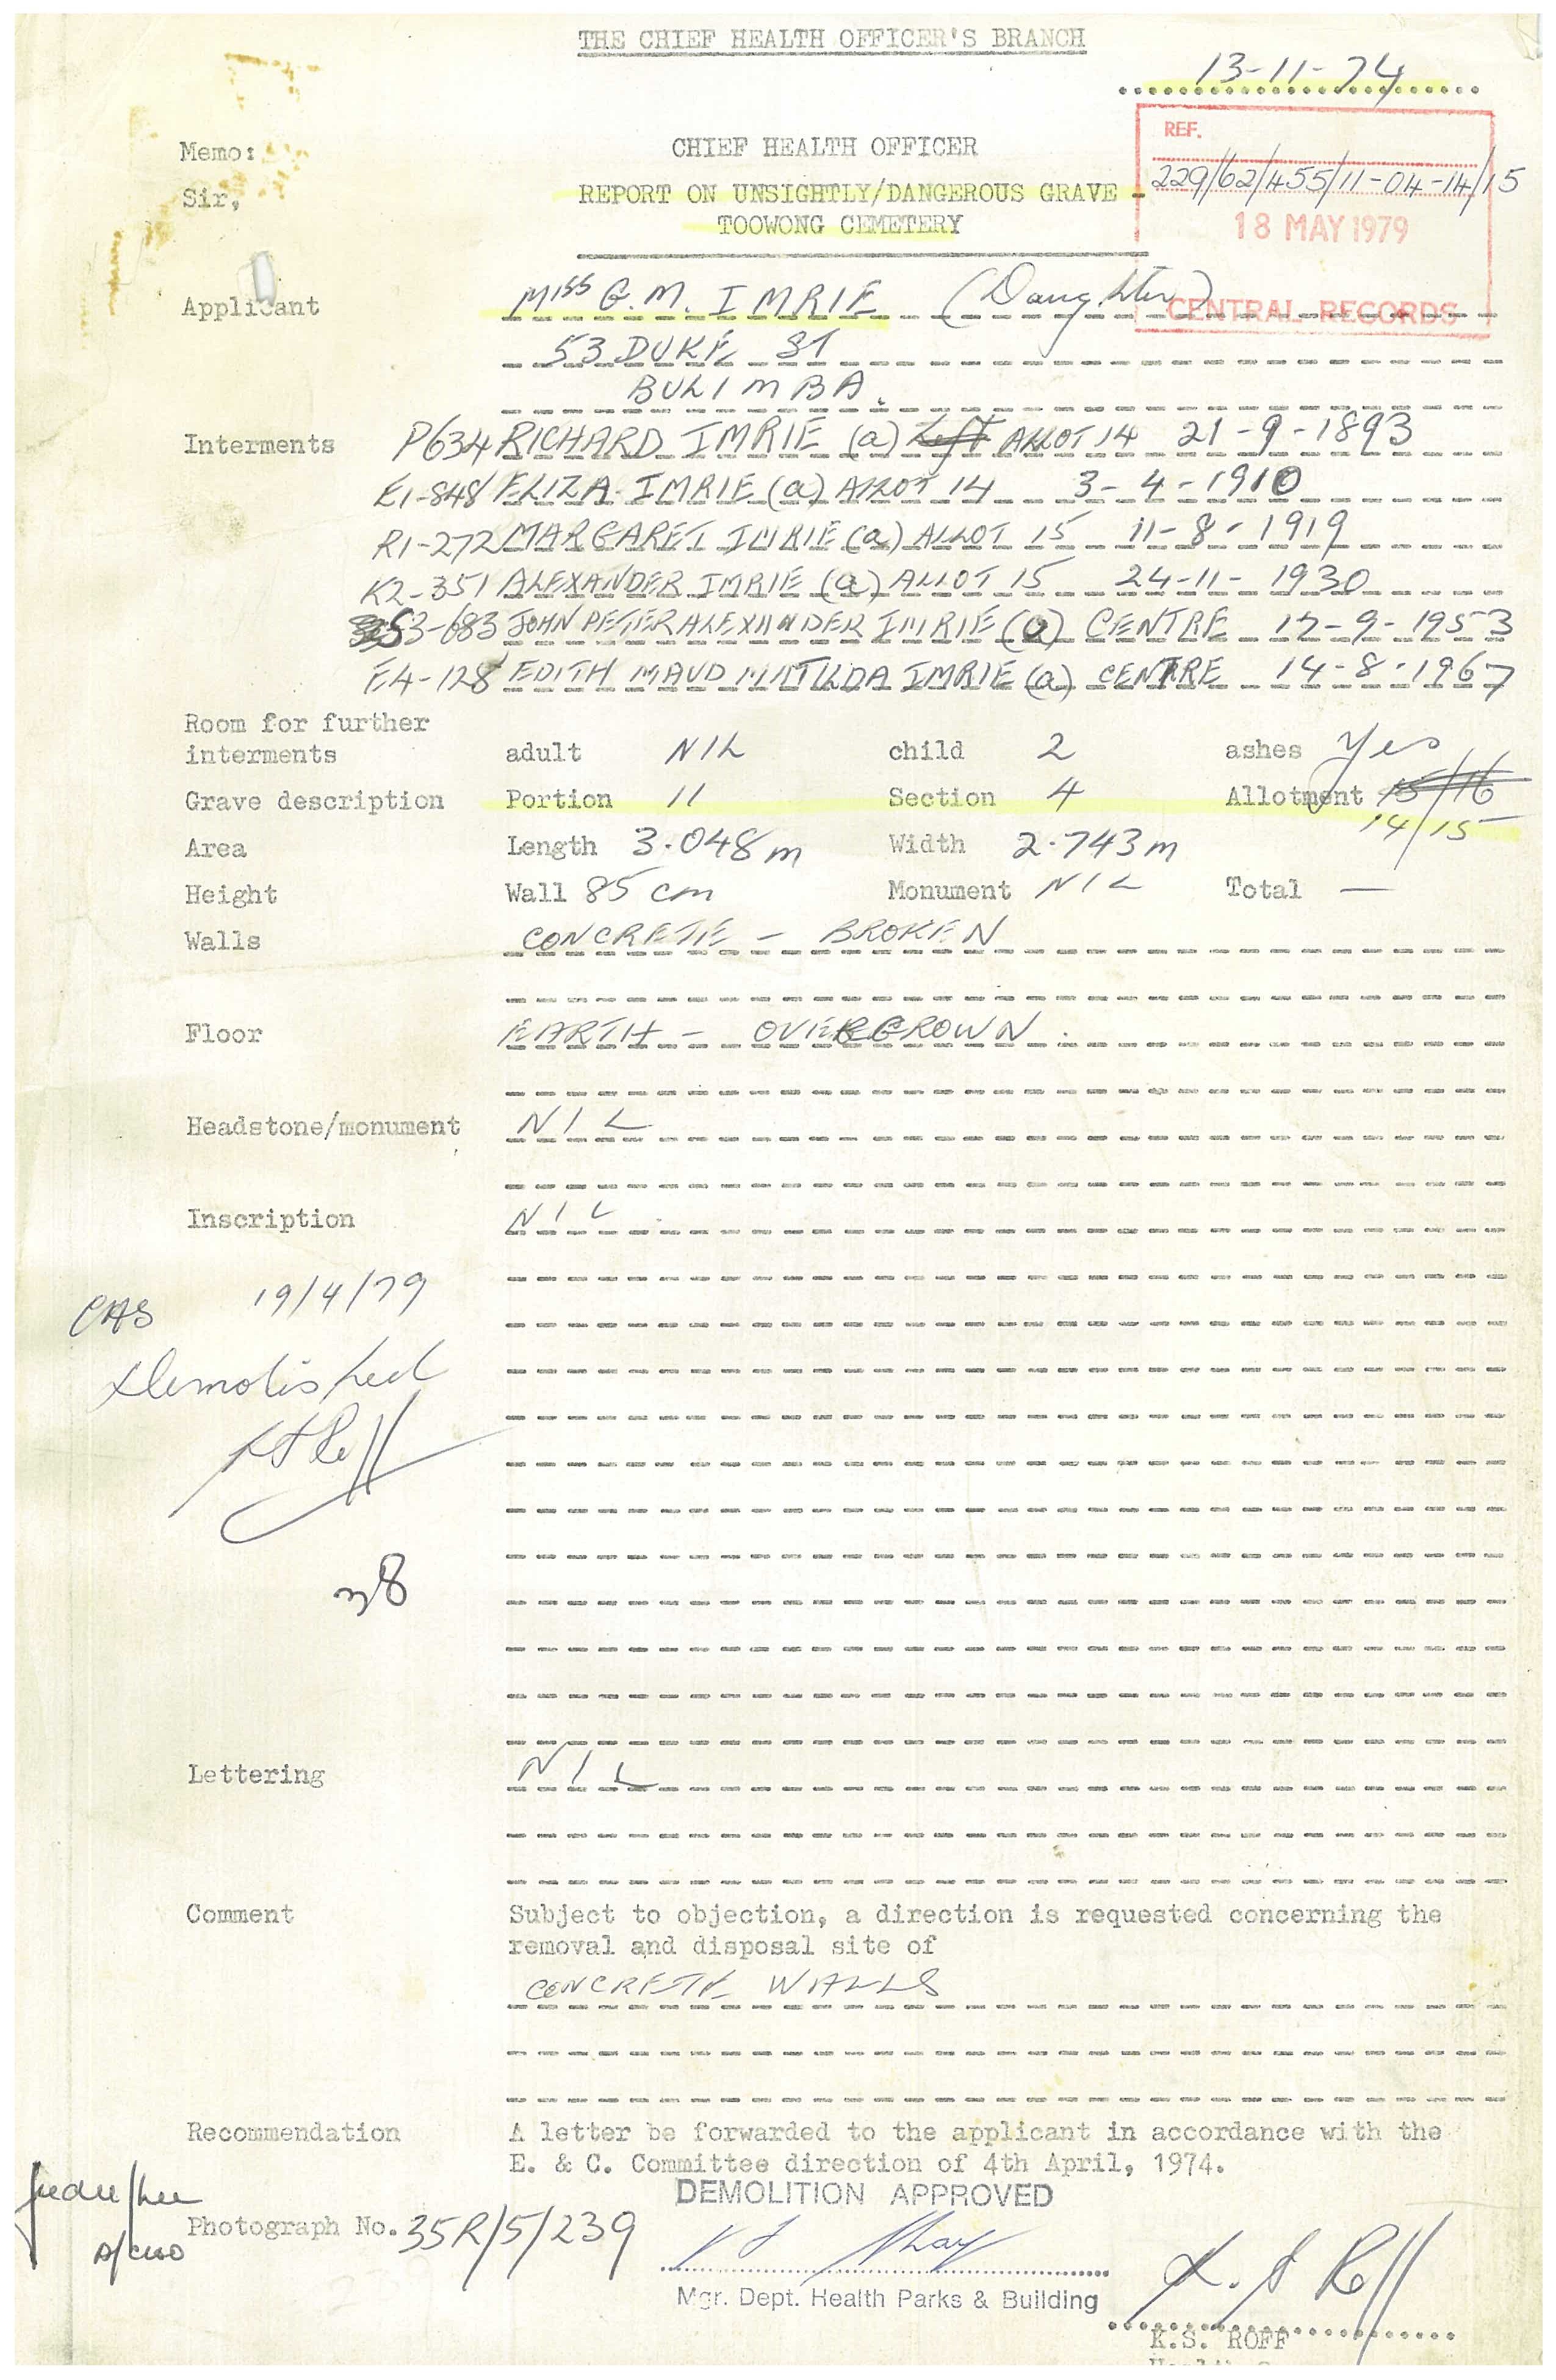 THE CHIEF HEALTH OFFICER'S BRANCH
13-11-74
REF.
229/62/455/11-04-14/15
18 MAY 1979
CENTRAL RECORDS
Memo: CHIEF HEALTH OFFICER
Sir, REPORT ON UNSIGHTLY/DANGEROUS GRAVE -
TOOWONG CEMETERY
Applicant MISS G.M. IMRIE (Daughter)
53 DUKE ST
BULIMBA.
Interments P634 RICHARD IMRIE (a) Left ALLOT 14 21-9-1893
E1-848 ELIZA IMRIE (a) ALLOT 14 3-4-1910
R1-272 MARGARET IMRIE (a) ALLOT 15 11-8-1919
K2-351 ALEXANDER IMRIE (a) ALLOT 15 24-11-1930
S3-683 JOHN PETER ALEXANDER IMRIE (a) CENTRE 17-9-1953
F4-128 EDITH MAUD MATILDA IMRIE (a) CENTRE 14-8-1967
Room for further
interments adult NIL child 2 ashes Yes
Grave description Portion 11 Section 4 Allotment 15/16
14/15
Area Length 3.048m Width 2.743m
Height Wall 85 cm Monument NIL Total —
Walls CONCRETE - BROKEN
Floor EARTH - OVERGROWN.
Headstone/monument NIL
Inscription NIL.
CAS 19/4/79
Demolished
KSRoff
38
Lettering NIL
Comment Subject to objection, a direction is requested concerning the
removal and disposal site of
CONCRETE WALLS
Recommendation A letter be forwarded to the applicant in accordance with the
E. & C. Committee direction of 4th April, 1974.
DEMOLITION APPROVED
Photograph No. 35R/5/239
A/CHO
Mgr. Dept. Health Parks & Building
K. S Roff
K.S. ROFF